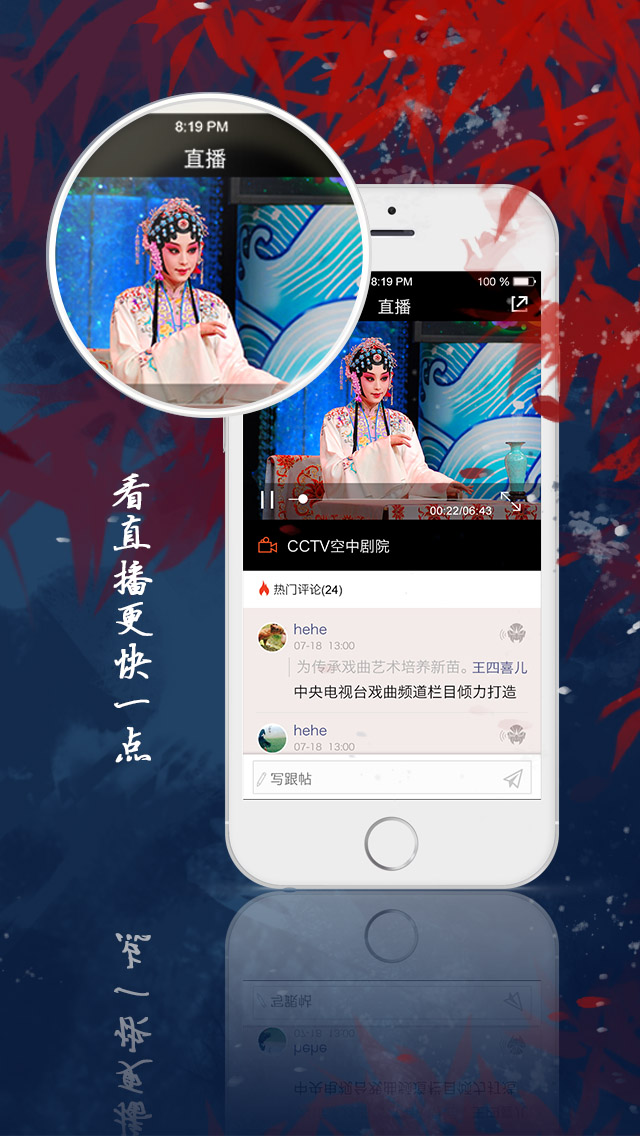 8:19 PM
直播
8:19 PM 100 %
直播
00:22/06:43
CCTV空中剧院
热门评论(24)
hehe
07-18 13:00
为传承戏曲艺术培养新苗。王四喜儿
中央电视台戏曲频道栏目倾力打造
hehe
07-18 13:00
写跟帖
看直播更快一点